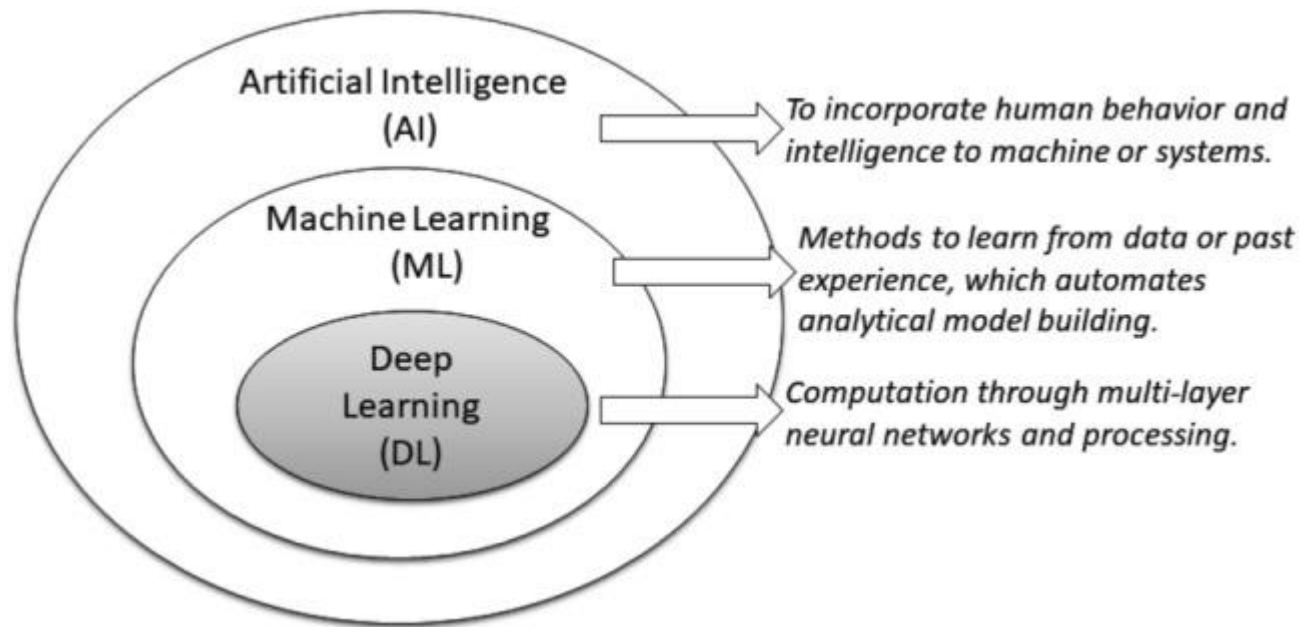 Artificial Intelligence
(AI)
To incorporate human behavior and
intelligence to machine or systems.
Machine Learning
(ML)
Methods to learn from data or past
experience, which automates
analytical model building.
Deep
Learning
(DL)
Computation through multi-layer
neural networks and processing.